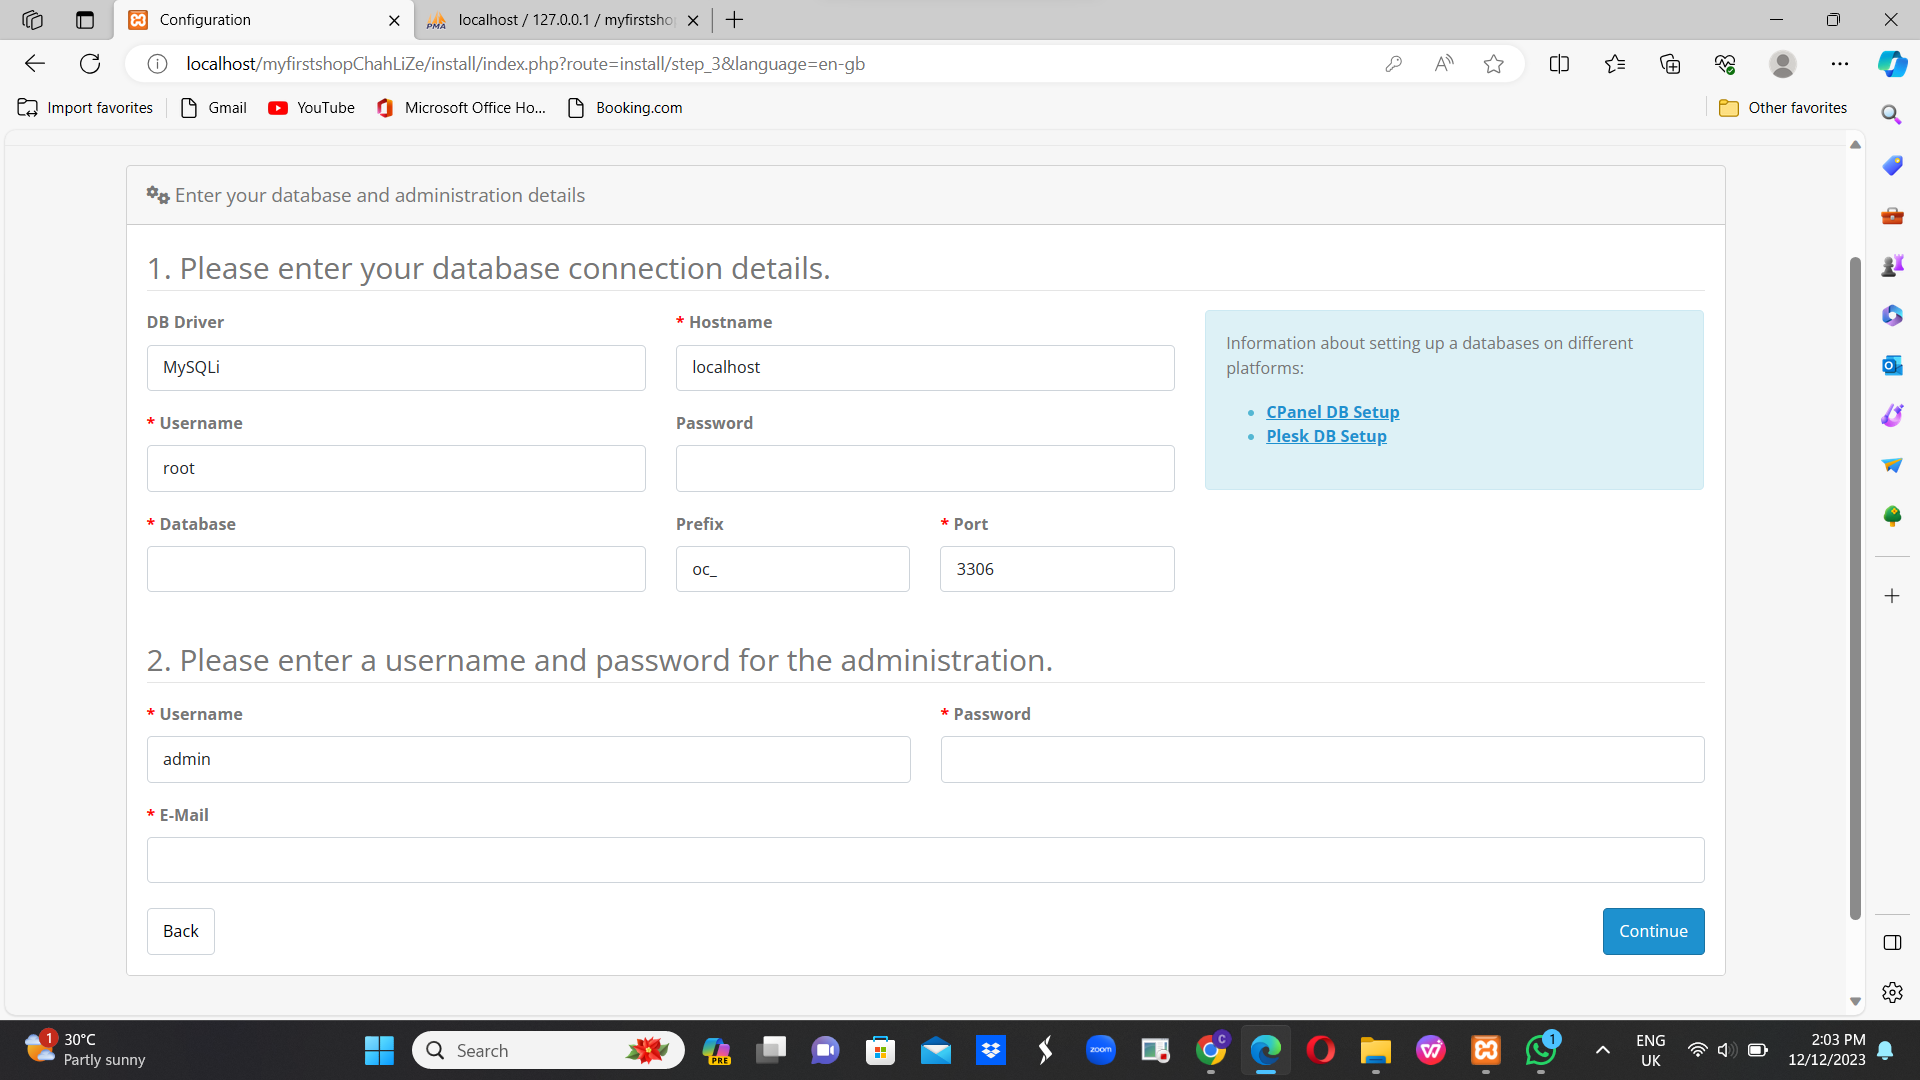 Configuration
localhost / 127.0.0.1 / myfirstsho
localhost/myfirstshopChahLiZe/install/index.php?route=install/step_3&language=en-gb
Import favorites
Gmail
YouTube
Microsoft Office Ho...
Booking.com
Other favorites
Enter your database and administration details
1. Please enter your database connection details.
DB Driver
* Hostname
MySQLi
localhost
Information about setting up a databases on different
platforms:
CPanel DB Setup
Plesk DB Setup
* Username
Password
root
* Database
Prefix
* Port
oc_
3306
2. Please enter a username and password for the administration.
* Username
* Password
admin
* E-Mail
Back
Continue
1
30°C
Partly sunny
Search
PRE
zoom
C
1
ENG
UK
2:03 PM
12/12/2023